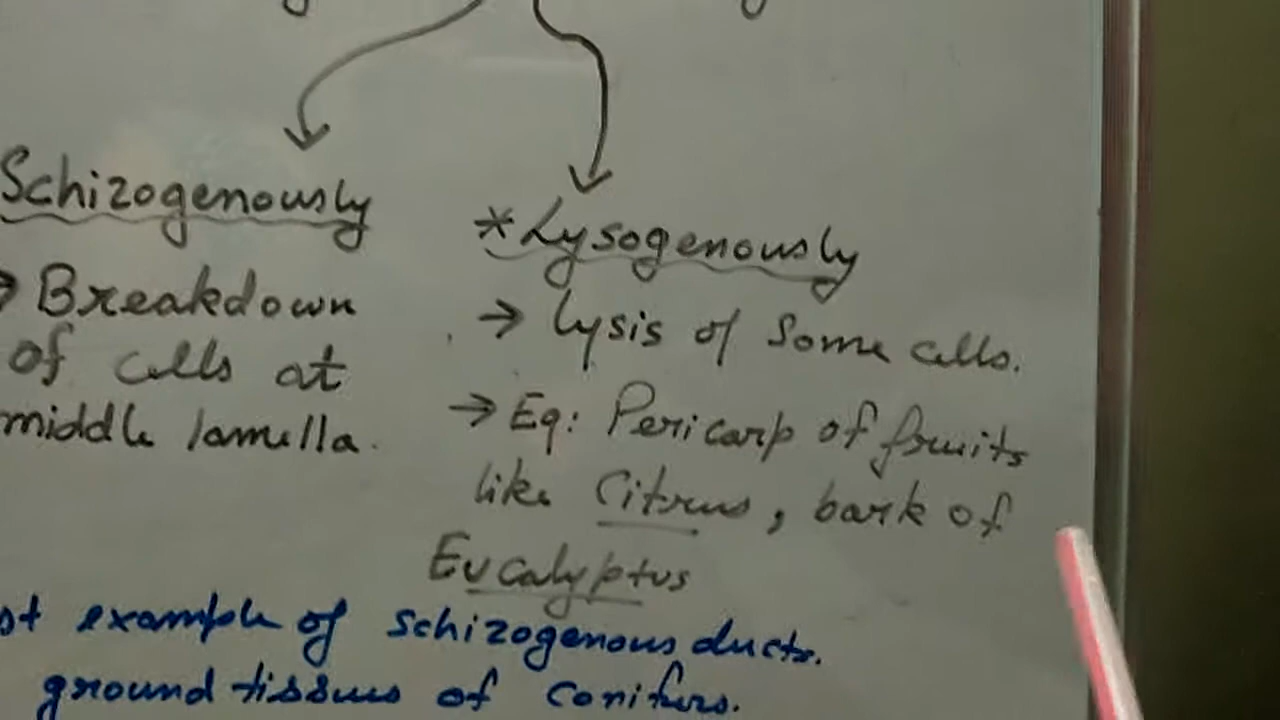 Schizogenously
→ Breakdown
of cells at
middle lamella.
*Lysogenously
→ lysis of some cells.
→ Eg: Pericarp of fruits
like Citrus, bark of
Eucalyptus
example of schizogenous ducts.
ground tissues of conifers.